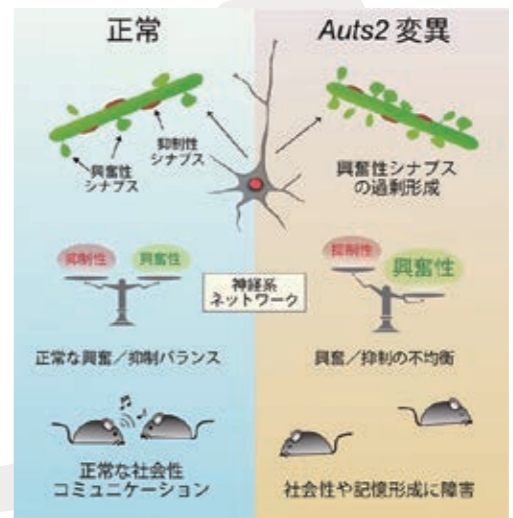 正常
Auts2 変異
抑制性
シナプス
興奮性
シナプス
興奮性シナプス
の過剰形成
抑制性
興奮性
抑制性
興奮性
神経系
ネットワーク
正常な興奮／抑制バランス
興奮／抑制の不均衡
正常な社会性
コミュニケーション
社会性や記憶形成に障害